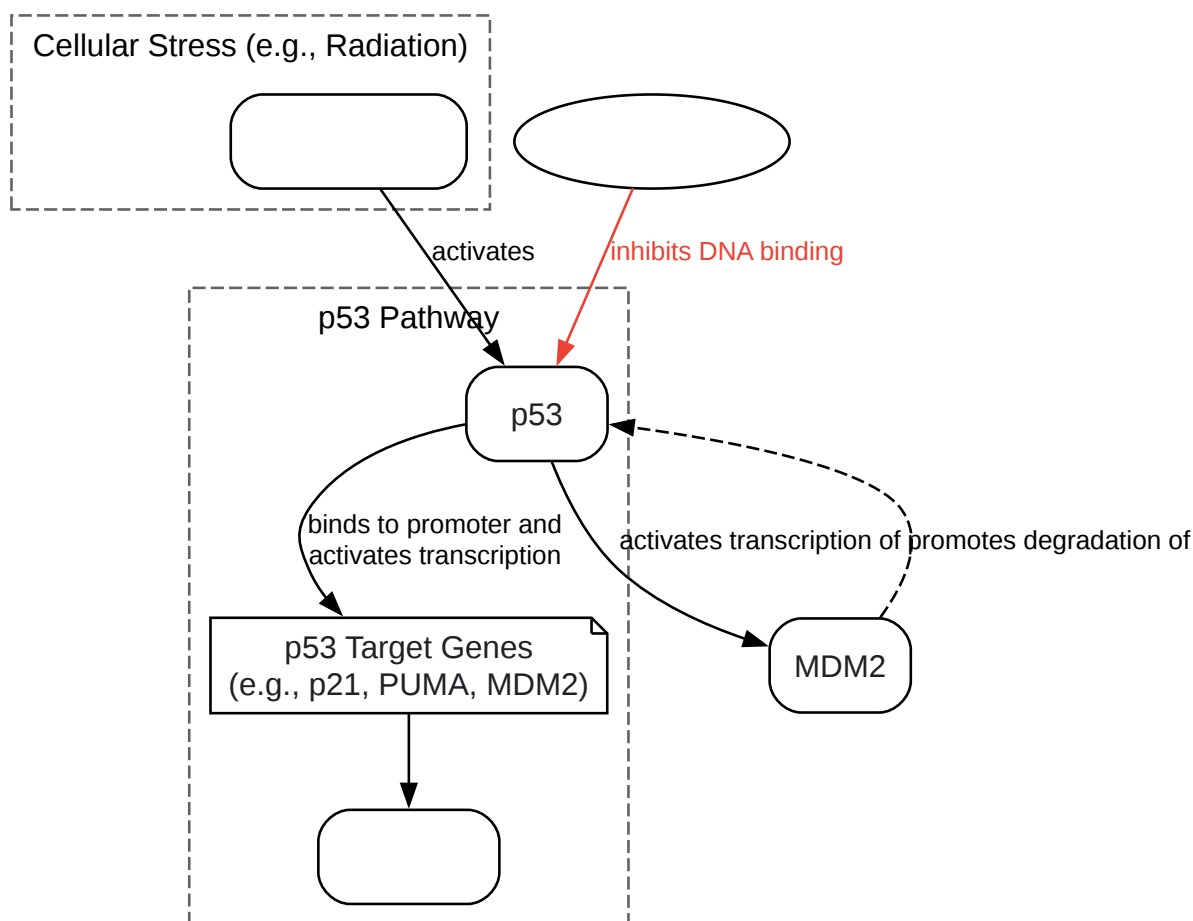 Cellular Stress (e.g., Radiation)
activates
inhibits DNA binding
p53 Pathway
p53
binds to promoter and
activates transcription
activates transcription of
promotes degradation of
p53 Target Genes
(e.g., p21, PUMA, MDM2)
MDM2